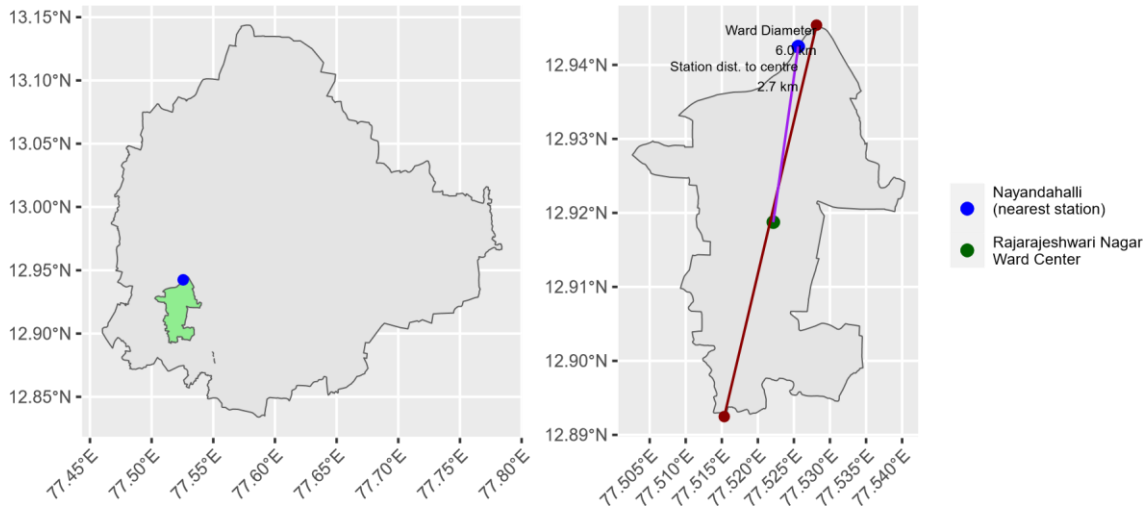 13.15°N
13.10°N
13.05°N
13.00°N
12.95°N
12.90°N
12.85°N
77.45°E
77.50°E
77.55°E
77.60°E
77.65°E
77.70°E
77.75°E
77.80°E
Ward Diameter
6.0 km
Station dist. to centre
2.7 km
12.94°N
12.93°N
12.92°N
12.91°N
12.90°N
12.89°N
77.505°E
77.510°E
77.515°E
77.520°E
77.525°E
77.530°E
77.535°E
77.540°E
Nayandahalli
(nearest station)
Rajarajeshwari Nagar
Ward Center